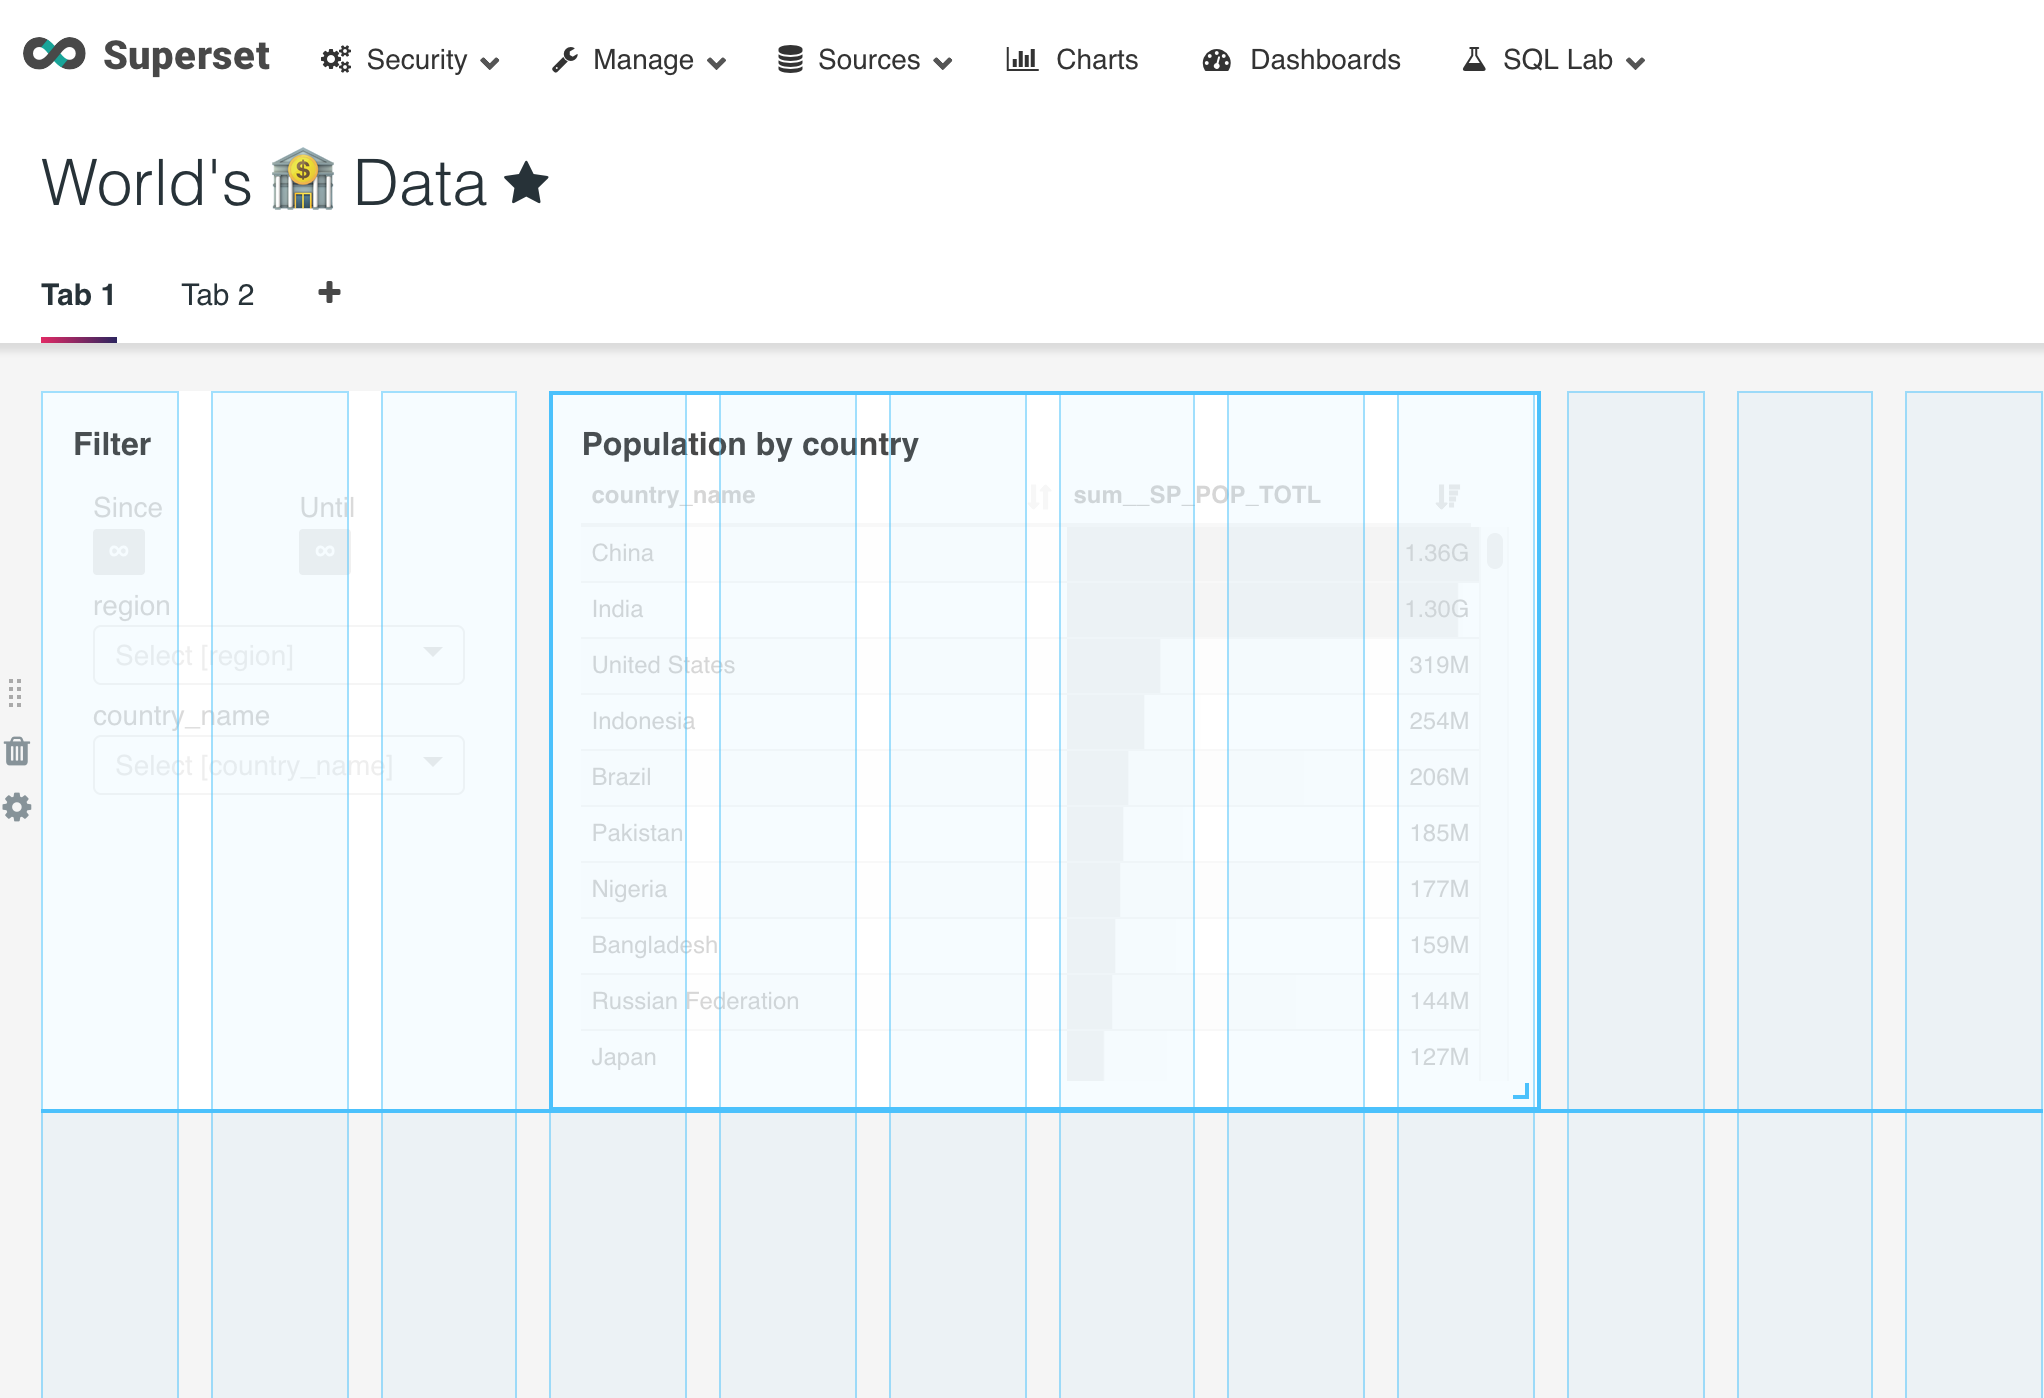 Superset Security Manage Sources Charts Dashboards SQL Lab
World's 🏦 Data
Tab 1 Tab 2 +
Filter
Since Until
∞ ∞
region
Select [region]
country_name
Select [country_name]
Population by country
country_name sum__SP_POP_TOTL
China 1.36G
India 1.30G
United States 319M
Indonesia 254M
Brazil 206M
Pakistan 185M
Nigeria 177M
Bangladesh 159M
Russian Federation 144M
Japan 127M